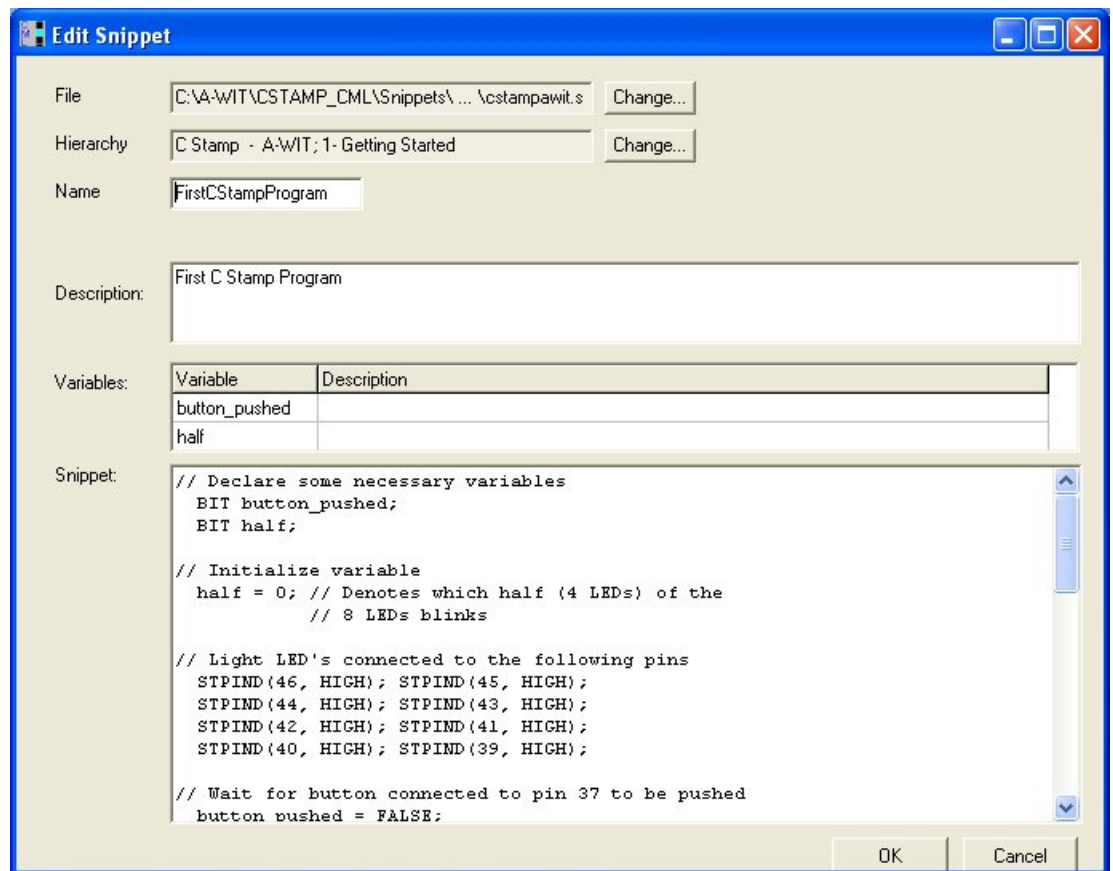 Edit Snippet
File C:\A-WIT\CSTAMP_CML\Snippets\ ... \cstampawit.s Change...
Hierarchy C Stamp - A-WIT; 1- Getting Started Change...
Name FirstCStampProgram
Description: First C Stamp Program
Variables: Variable Description
button_pushed
half
Snippet: // Declare some necessary variables
BIT button_pushed;
BIT half;
// Initialize variable
half = 0; // Denotes which half (4 LEDs) of the
// 8 LEDs blinks
// Light LED's connected to the following pins
STPIND(46, HIGH); STPIND(45, HIGH);
STPIND(44, HIGH); STPIND(43, HIGH);
STPIND(42, HIGH); STPIND(41, HIGH);
STPIND(40, HIGH); STPIND(39, HIGH);
// Wait for button connected to pin 37 to be pushed
button_pushed = FALSE;
OK Cancel